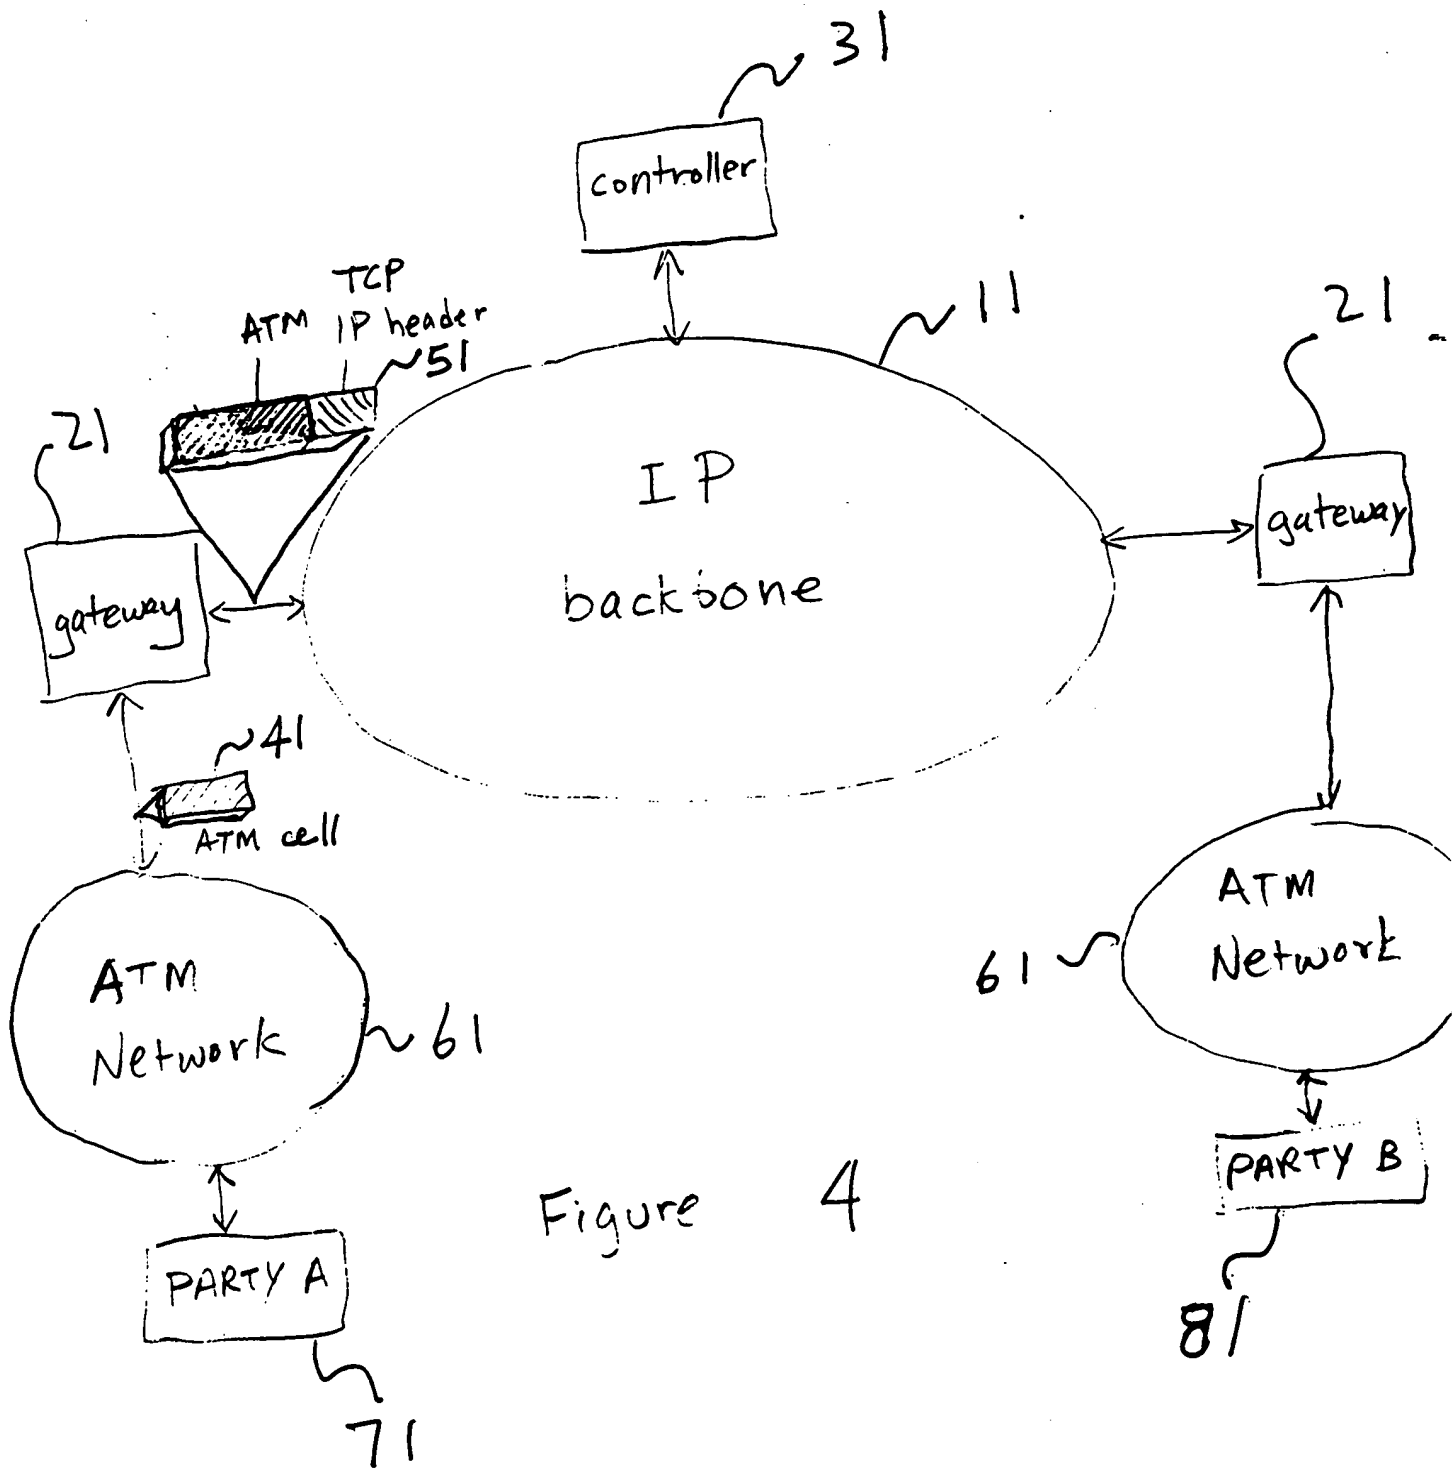 31
controller
TCP
ATM IP header
51
11
21
21
IP
backbone
gateway
gateway
41
ATM cell
ATM
Network
61
61
ATM
Network
PARTY B
81
Figure 4
PARTY A
71